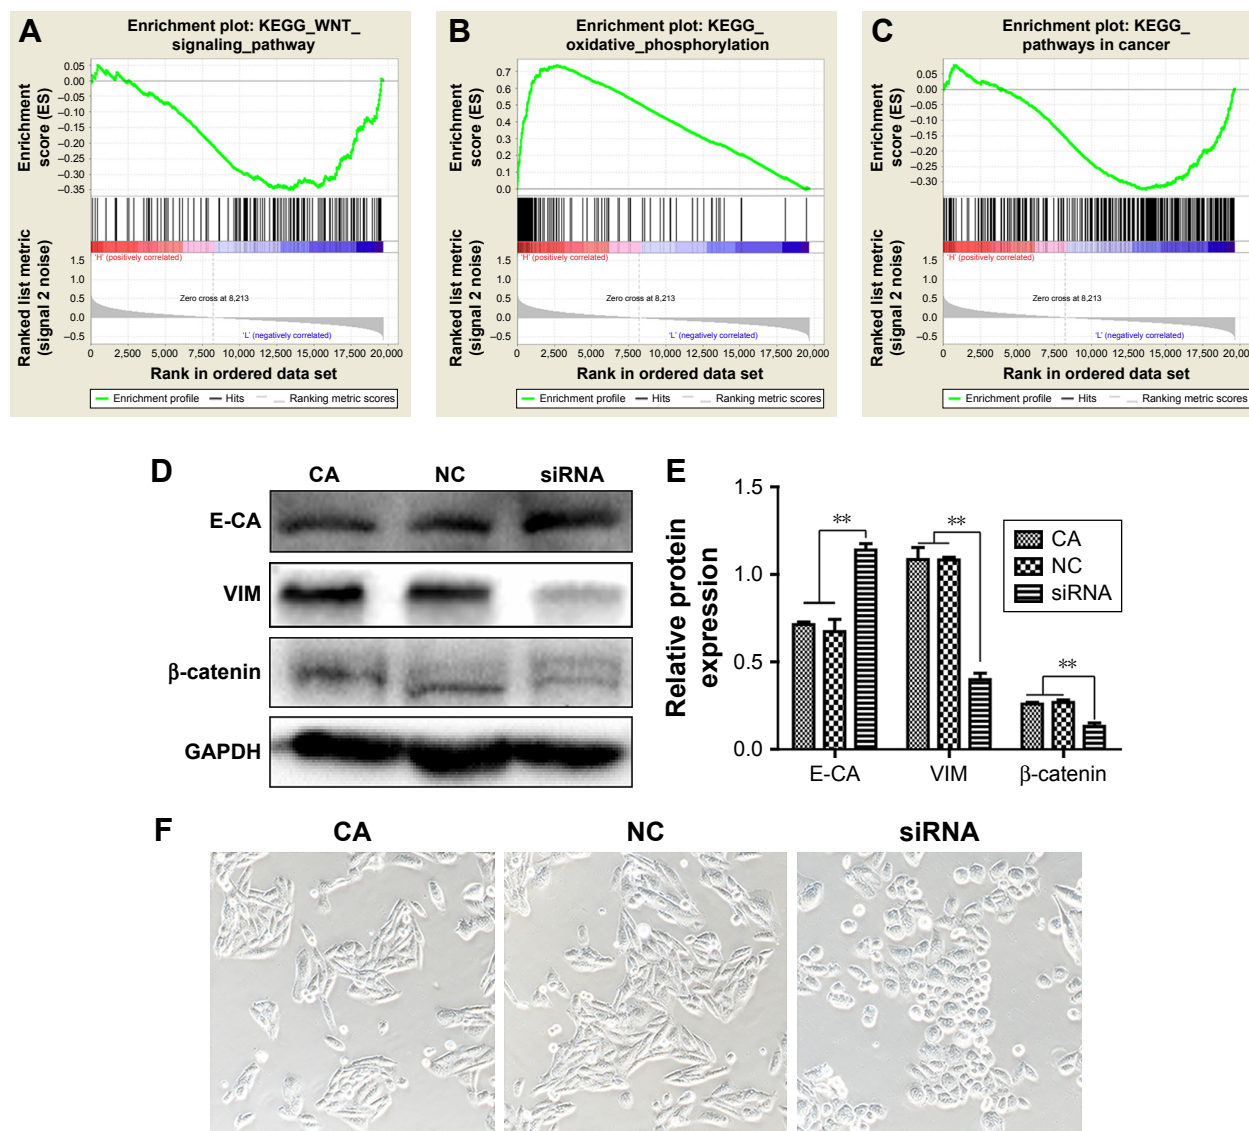 A
Enrichment plot: KEGG_WNT_
signaling_pathway
Enrichment
score (ES)
0.05
0.00
–0.05
–0.10
–0.15
–0.20
–0.25
–0.30
–0.35
Ranked list metric
(signal 2 noise)
'H' (positively correlated)
1.5
1.0
0.5
0.0
–0.5
Zero cross at 8,213
'L' (negatively correlated)
0 2,500 5,000 7,500 10,000 12,500 15,000 17,500 20,000
Rank in ordered data set
Enrichment profile Hits Ranking metric scores
B
Enrichment plot: KEGG_
oxidative_phosphorylation
Enrichment
score (ES)
0.7
0.6
0.5
0.4
0.3
0.2
0.1
0.0
Ranked list metric
(signal 2 noise)
'H' (positively correlated)
1.5
1.0
0.5
0.0
–0.5
Zero cross at 8,213
'L' (negatively correlated)
0 2,500 5,000 7,500 10,000 12,500 15,000 17,500 20,000
Rank in ordered data set
Enrichment profile Hits Ranking metric scores
C
Enrichment plot: KEGG_
pathways in cancer
Enrichment
score (ES)
0.05
0.00
–0.05
–0.10
–0.15
–0.20
–0.25
–0.30
Ranked list metric
(signal 2 noise)
'H' (positively correlated)
1.5
1.0
0.5
0.0
–0.5
Zero cross at 8,213
'L' (negatively correlated)
0 2,500 5,000 7,500 10,000 12,500 15,000 17,500
Rank in ordered data set
Enrichment profile Hits Ranking metric scores
D
CA NC siRNA
E-CA
VIM
β-catenin
GAPDH
E
Relative protein
expression
1.5
1.0
0.5
0.0
** ** **
CA
NC
siRNA
E-CA VIM β-catenin
F
CA NC siRNA